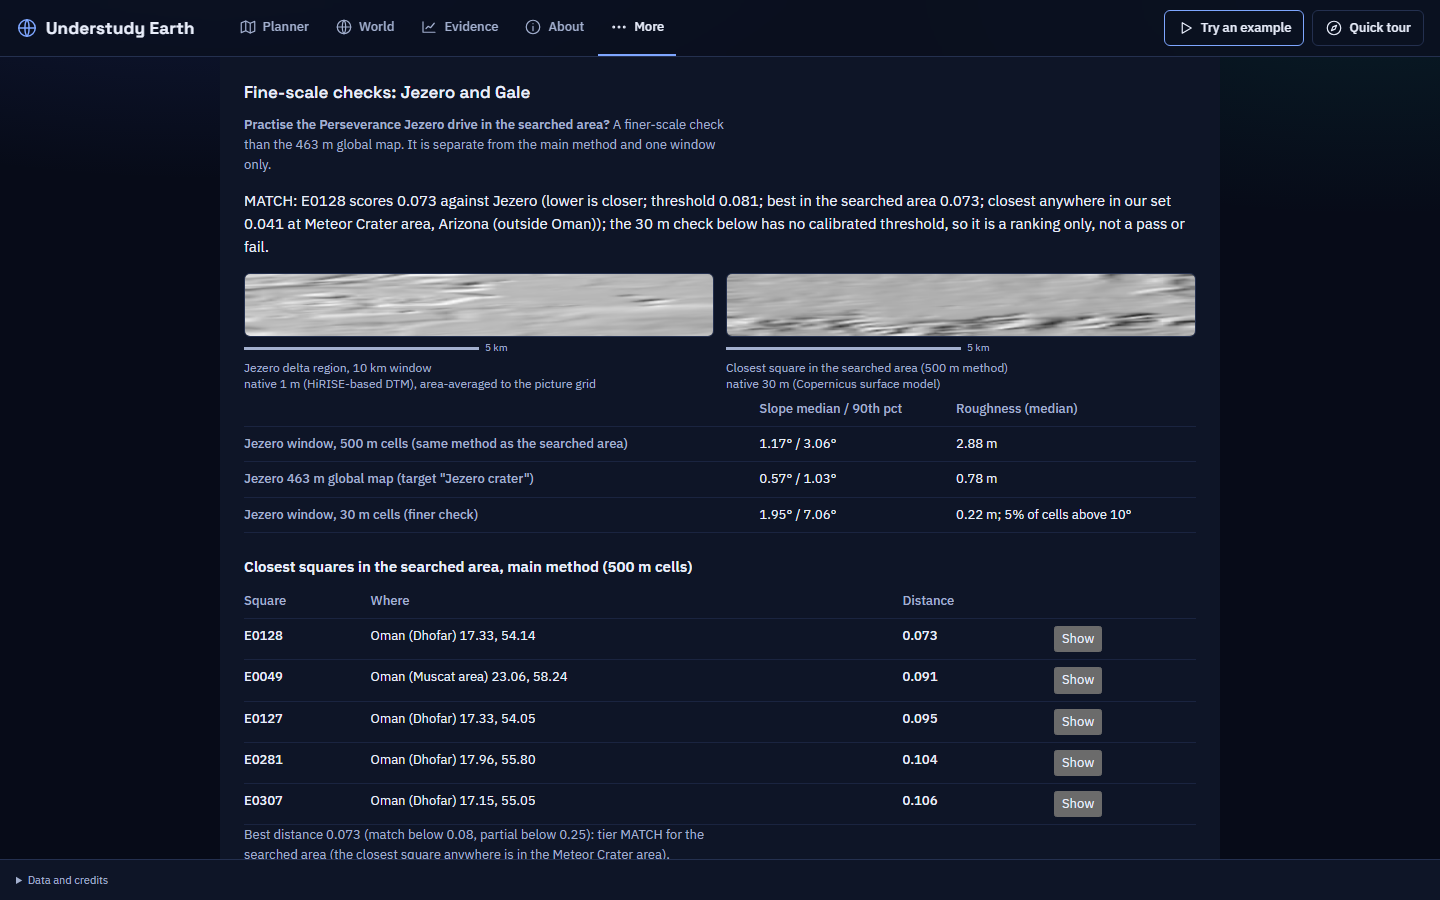 Understudy Earth
Planner
World
Evidence
About
More
Try an example
Quick tour
Fine-scale checks: Jezero and Gale
Practise the Perseverance Jezero drive in the searched area? A finer-scale check
than the 463 m global map. It is separate from the main method and one window
only.
MATCH: E0128 scores 0.073 against Jezero (lower is closer; threshold 0.081; best in the searched area 0.073; closest anywhere in our set
0.041 at Meteor Crater area, Arizona (outside Oman)); the 30 m check below has no calibrated threshold, so it is a ranking only, not a pass or
fail.
5 km
Jezero delta region, 10 km window
native 1 m (HiRISE-based DTM), area-averaged to the picture grid
5 km
Closest square in the searched area (500 m method)
native 30 m (Copernicus surface model)
Slope median / 90th pct Roughness (median)
Jezero window, 500 m cells (same method as the searched area) 1.17° / 3.06° 2.88 m
Jezero 463 m global map (target "Jezero crater") 0.57° / 1.03° 0.78 m
Jezero window, 30 m cells (finer check) 1.95° / 7.06° 0.22 m; 5% of cells above 10°
Closest squares in the searched area, main method (500 m cells)
Square Where Distance
E0128 Oman (Dhofar) 17.33, 54.14 0.073 Show
E0049 Oman (Muscat area) 23.06, 58.24 0.091 Show
E0127 Oman (Dhofar) 17.33, 54.05 0.095 Show
E0281 Oman (Dhofar) 17.96, 55.80 0.104 Show
E0307 Oman (Dhofar) 17.15, 55.05 0.106 Show
Best distance 0.073 (match below 0.08, partial below 0.25): tier MATCH for the
searched area (the closest square anywhere is in the Meteor Crater area).
Data and credits